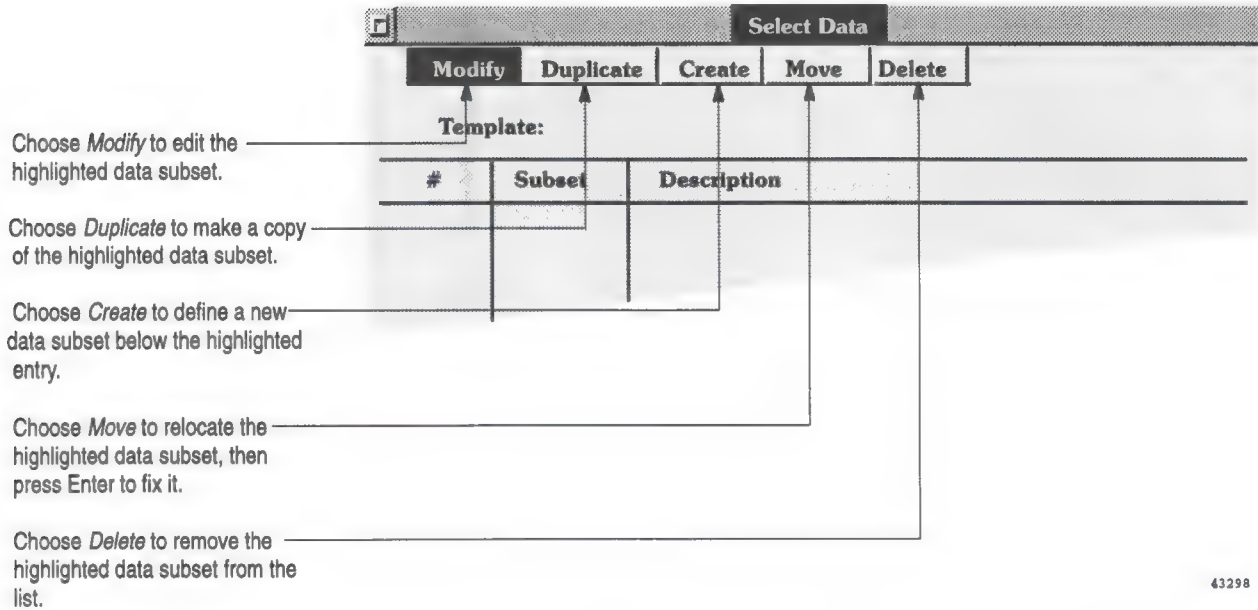 Select Data
Modify Duplicate Create Move Delete
Template:
# Subset Description
Choose Modify to edit the
highlighted data subset.
Choose Duplicate to make a copy
of the highlighted data subset.
Choose Create to define a new
data subset below the highlighted
entry.
Choose Move to relocate the
highlighted data subset, then
press Enter to fix it.
Choose Delete to remove the
highlighted data subset from the
list.
43298